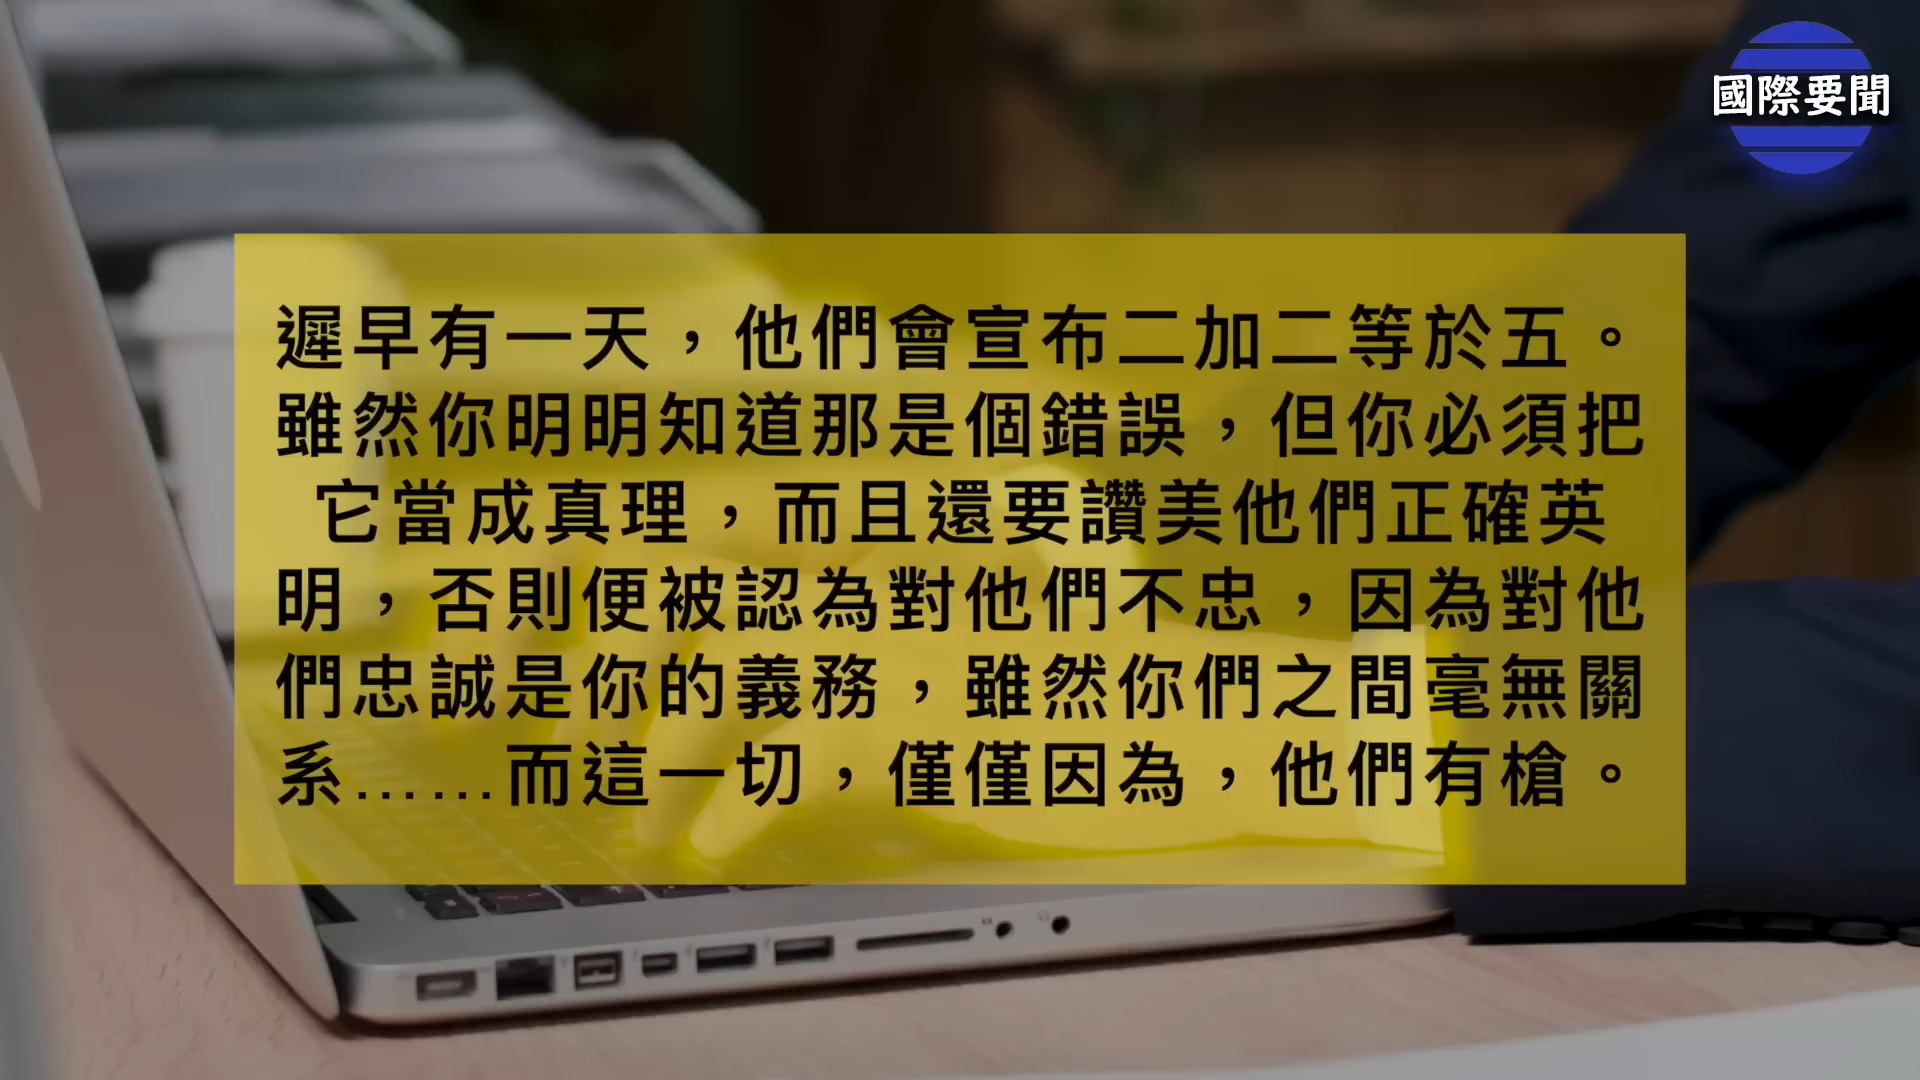 國際要聞
遲早有一天，他們會宣布二加二等於五。
雖然你明明知道那是個錯誤，但你必須把
它當成真理，而且還要讚美他們正確英
明，否則便被認為對他們不忠，因為對他
們忠誠是你的義務，雖然你們之間毫無關
系……而這一切，僅僅因為，他們有槍。